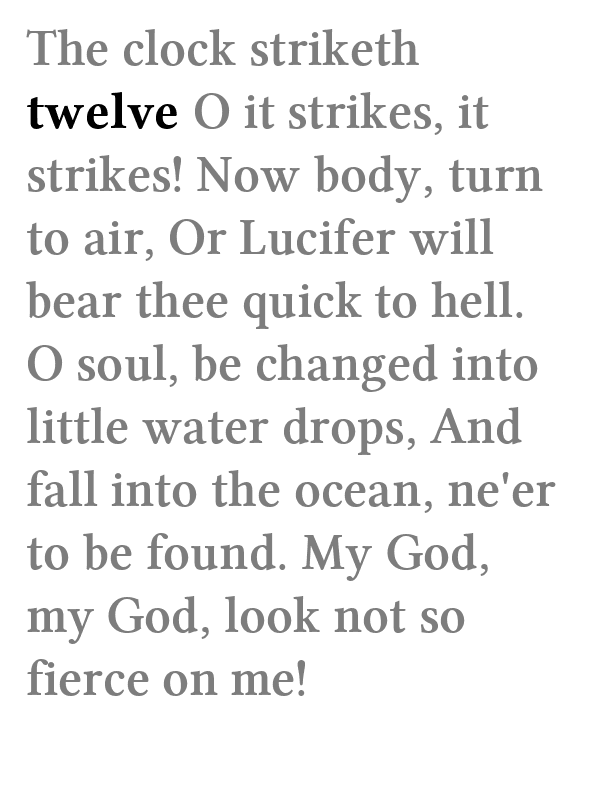 The clock striketh
twelve O it strikes, it
strikes! Now body, turn
to air, Or Lucifer will
bear thee quick to hell.
O soul, be changed into
little water drops, And
fall into the ocean, ne'er
to be found. My God,
my God, look not so
fierce on me!